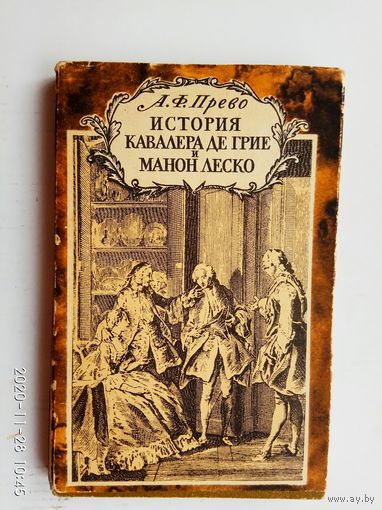 А.Ф. Прево
ИСТОРИЯ
КАВАЛЕРА ДЕ ГРИЕ
И
МАНОН ЛЕСКО
2020-11-28 10:45
© www.ay.by